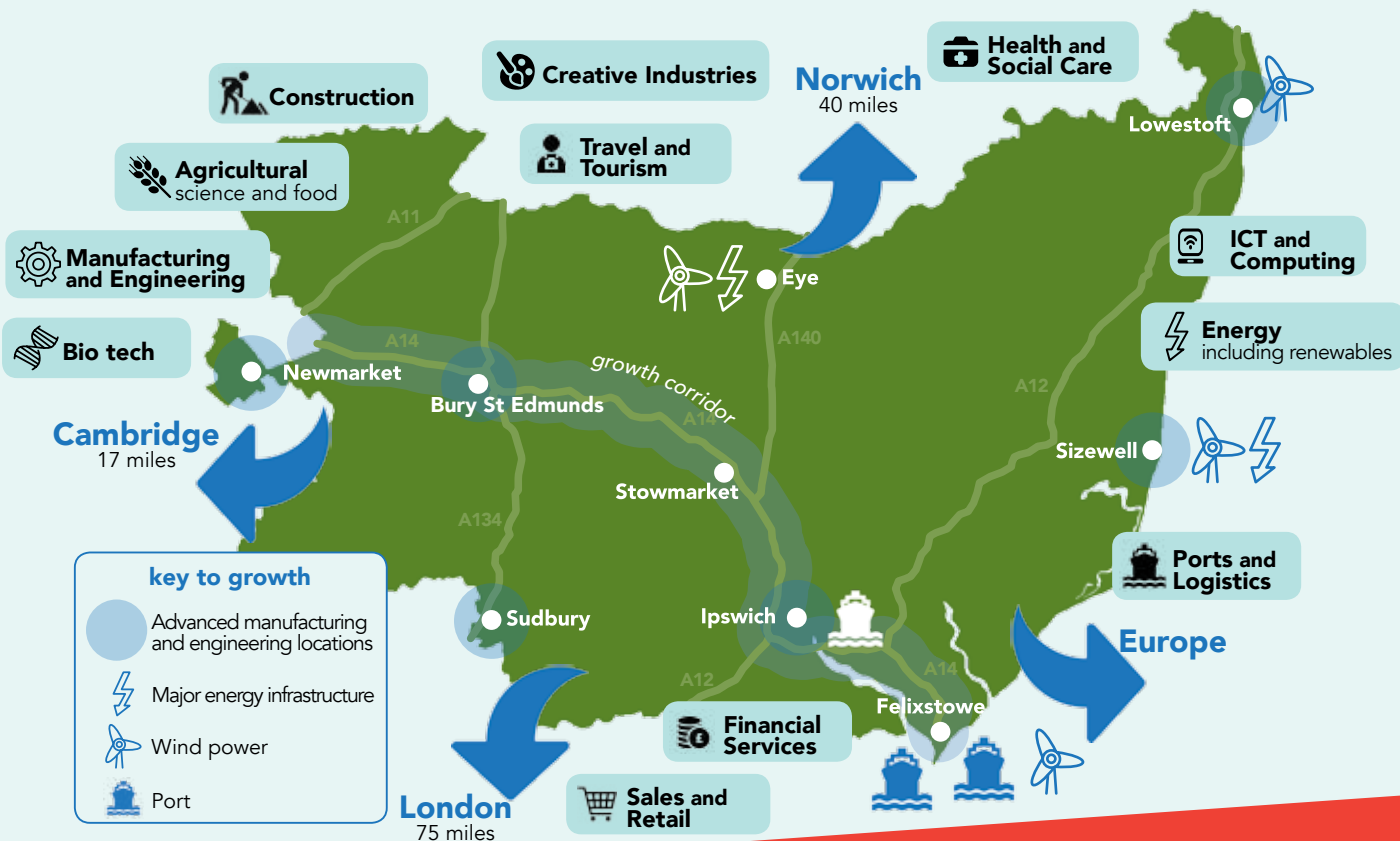 Health and
Social Care
Creative Industries
Norwich
40 miles
Construction
Lowestoft
Travel and
Tourism
Agricultural
science and food
A11
ICT and
Computing
Manufacturing
and Engineering
Eye
Energy
including renewables
Bio tech
A14
A140
Newmarket
growth corridor
A12
Bury St Edmunds
A14
Cambridge
17 miles
Sizewell
Stowmarket
A134
Ports and
Logistics
key to growth
Advanced manufacturing
and engineering locations
Major energy infrastructure
Wind power
Port
Sudbury
Ipswich
Europe
A14
A12
Felixstowe
Financial
Services
London
75 miles
Sales and
Retail